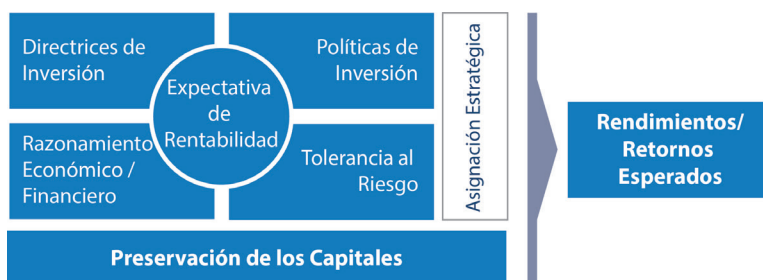 Directrices de
Inversión
Políticas de
Inversión
Expectativa
de
Rentabilidad
Razonamiento
Económico /
Financiero
Tolerancia al
Riesgo
Asignación Estratégica
Preservación de los Capitales
Rendimientos/
Retornos
Esperados